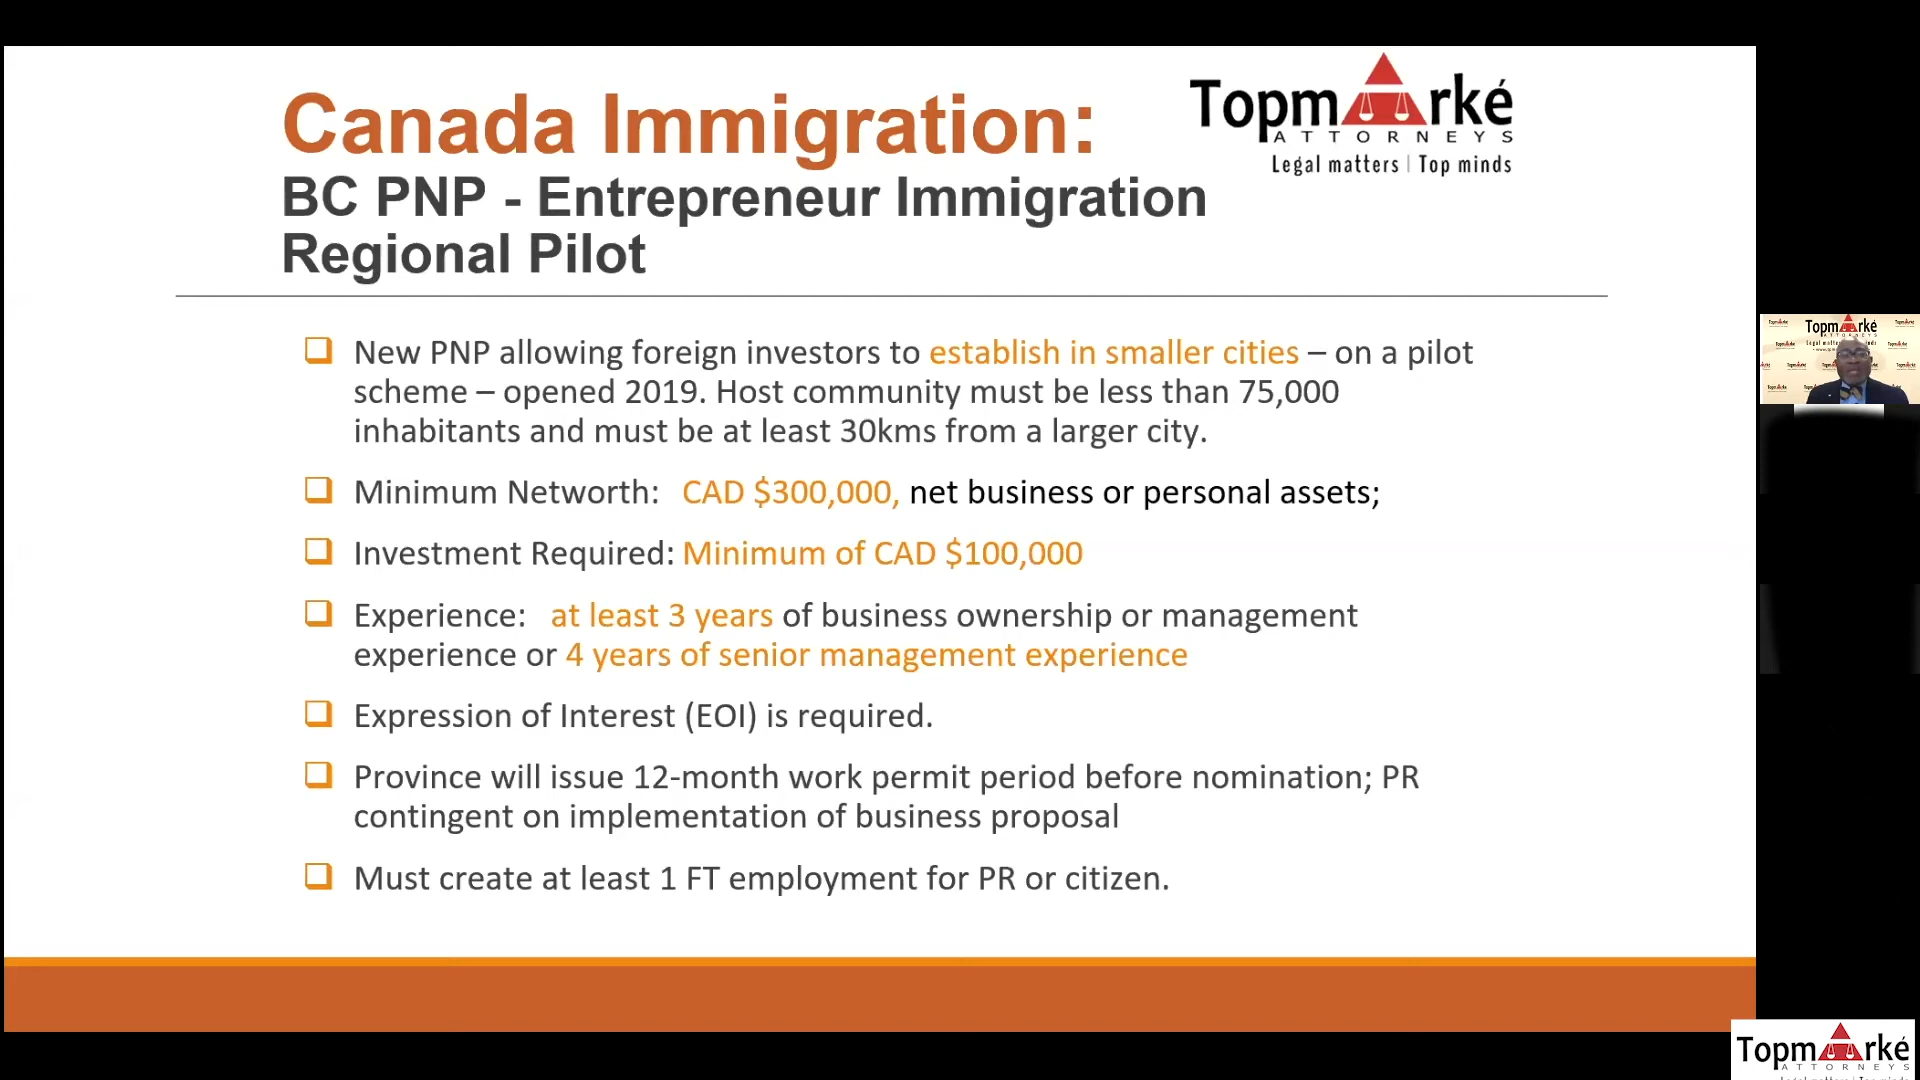 Canada Immigration:
BC PNP - Entrepreneur Immigration
Regional Pilot
Topmarké
ATTORNEYS
Legal matters | Top minds
New PNP allowing foreign investors to establish in smaller cities – on a pilot
scheme – opened 2019. Host community must be less than 75,000
inhabitants and must be at least 30kms from a larger city.
Minimum Networth: CAD $300,000, net business or personal assets;
Investment Required: Minimum of CAD $100,000
Experience: at least 3 years of business ownership or management
experience or 4 years of senior management experience
Expression of Interest (EOI) is required.
Province will issue 12-month work permit period before nomination; PR
contingent on implementation of business proposal
Must create at least 1 FT employment for PR or citizen.
Topmarké
ATTORNEYS
Topmarké
ATTORNEYS